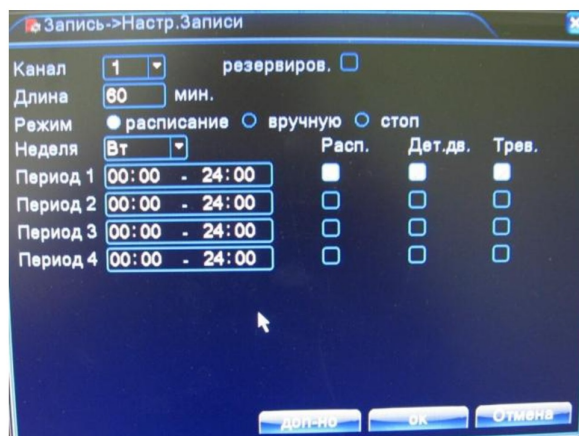 Запись->Настр.Записи
Канал 1 резервиров.
Длина 60 мин.
Режим расписание вручную стоп
Неделя Вт Расп. Дет.дв. Трев.
Период 1 00:00 - 24:00
Период 2 00:00 - 24:00
Период 3 00:00 - 24:00
Период 4 00:00 - 24:00
доп-но ок Отмена